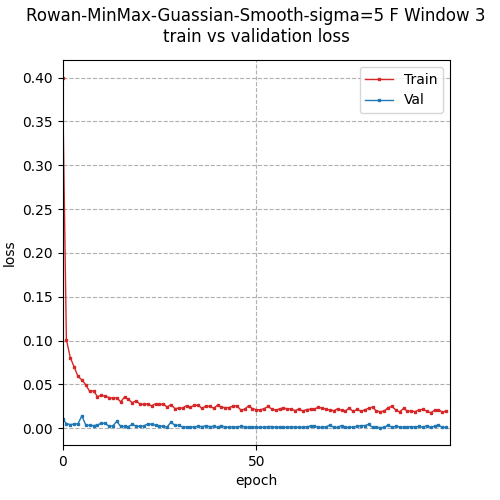 Rowan-MinMax-Guassian-Smooth-sigma=5 F Window 3
train vs validation loss
Train
Val
0.40
0.35
0.30
0.25
0.20
0.15
0.10
0.05
0.00
loss
0
50
epoch